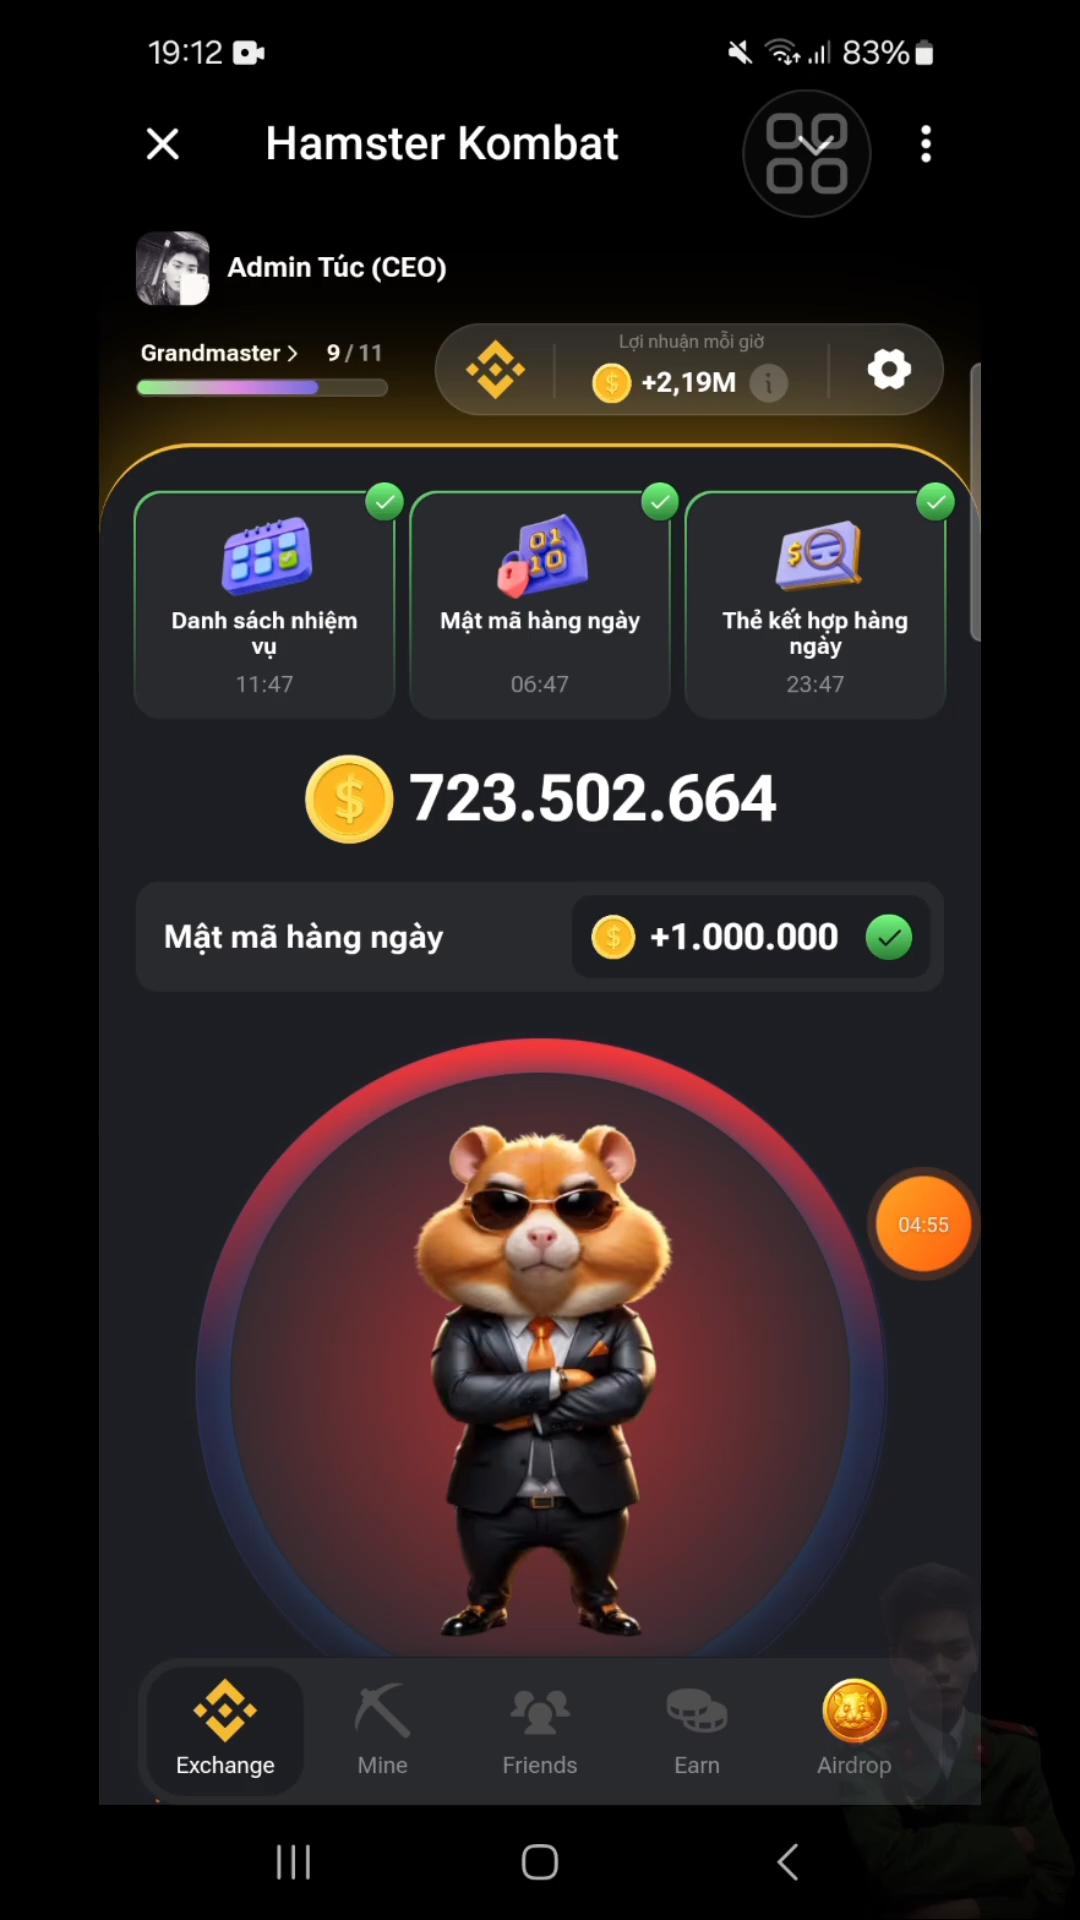 19:12
83%
Hamster Kombat
Admin Túc (CEO)
Grandmaster > 9 / 11
Lợi nhuận mỗi giờ
+2,19M
Danh sách nhiệm
vụ
11:47
Mật mã hàng ngày
06:47
Thẻ kết hợp hàng
ngày
23:47
723.502.664
Mật mã hàng ngày
+1.000.000
04:55
Exchange
Mine
Friends
Earn
Airdrop